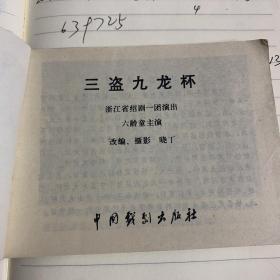 639725
4
三盗九龙杯
浙江省绍剧一团演出
六龄童主演
改编、摄影 晓丁
中国戏剧出版社